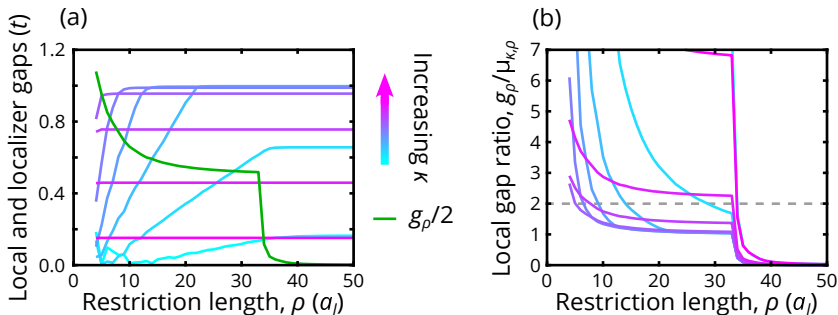 (a)
Local and localizer gaps (t)
1.2
0.8
0.4
0.0
0 10 20 30 40 50
Restriction length, ρ (a_l)
Increasing κ
g_ρ/2
(b)
Local gap ratio, g_ρ/μ_κ,ρ
7
6
5
4
3
2
1
0
0 10 20 30 40 50
Restriction length, ρ (a_l)